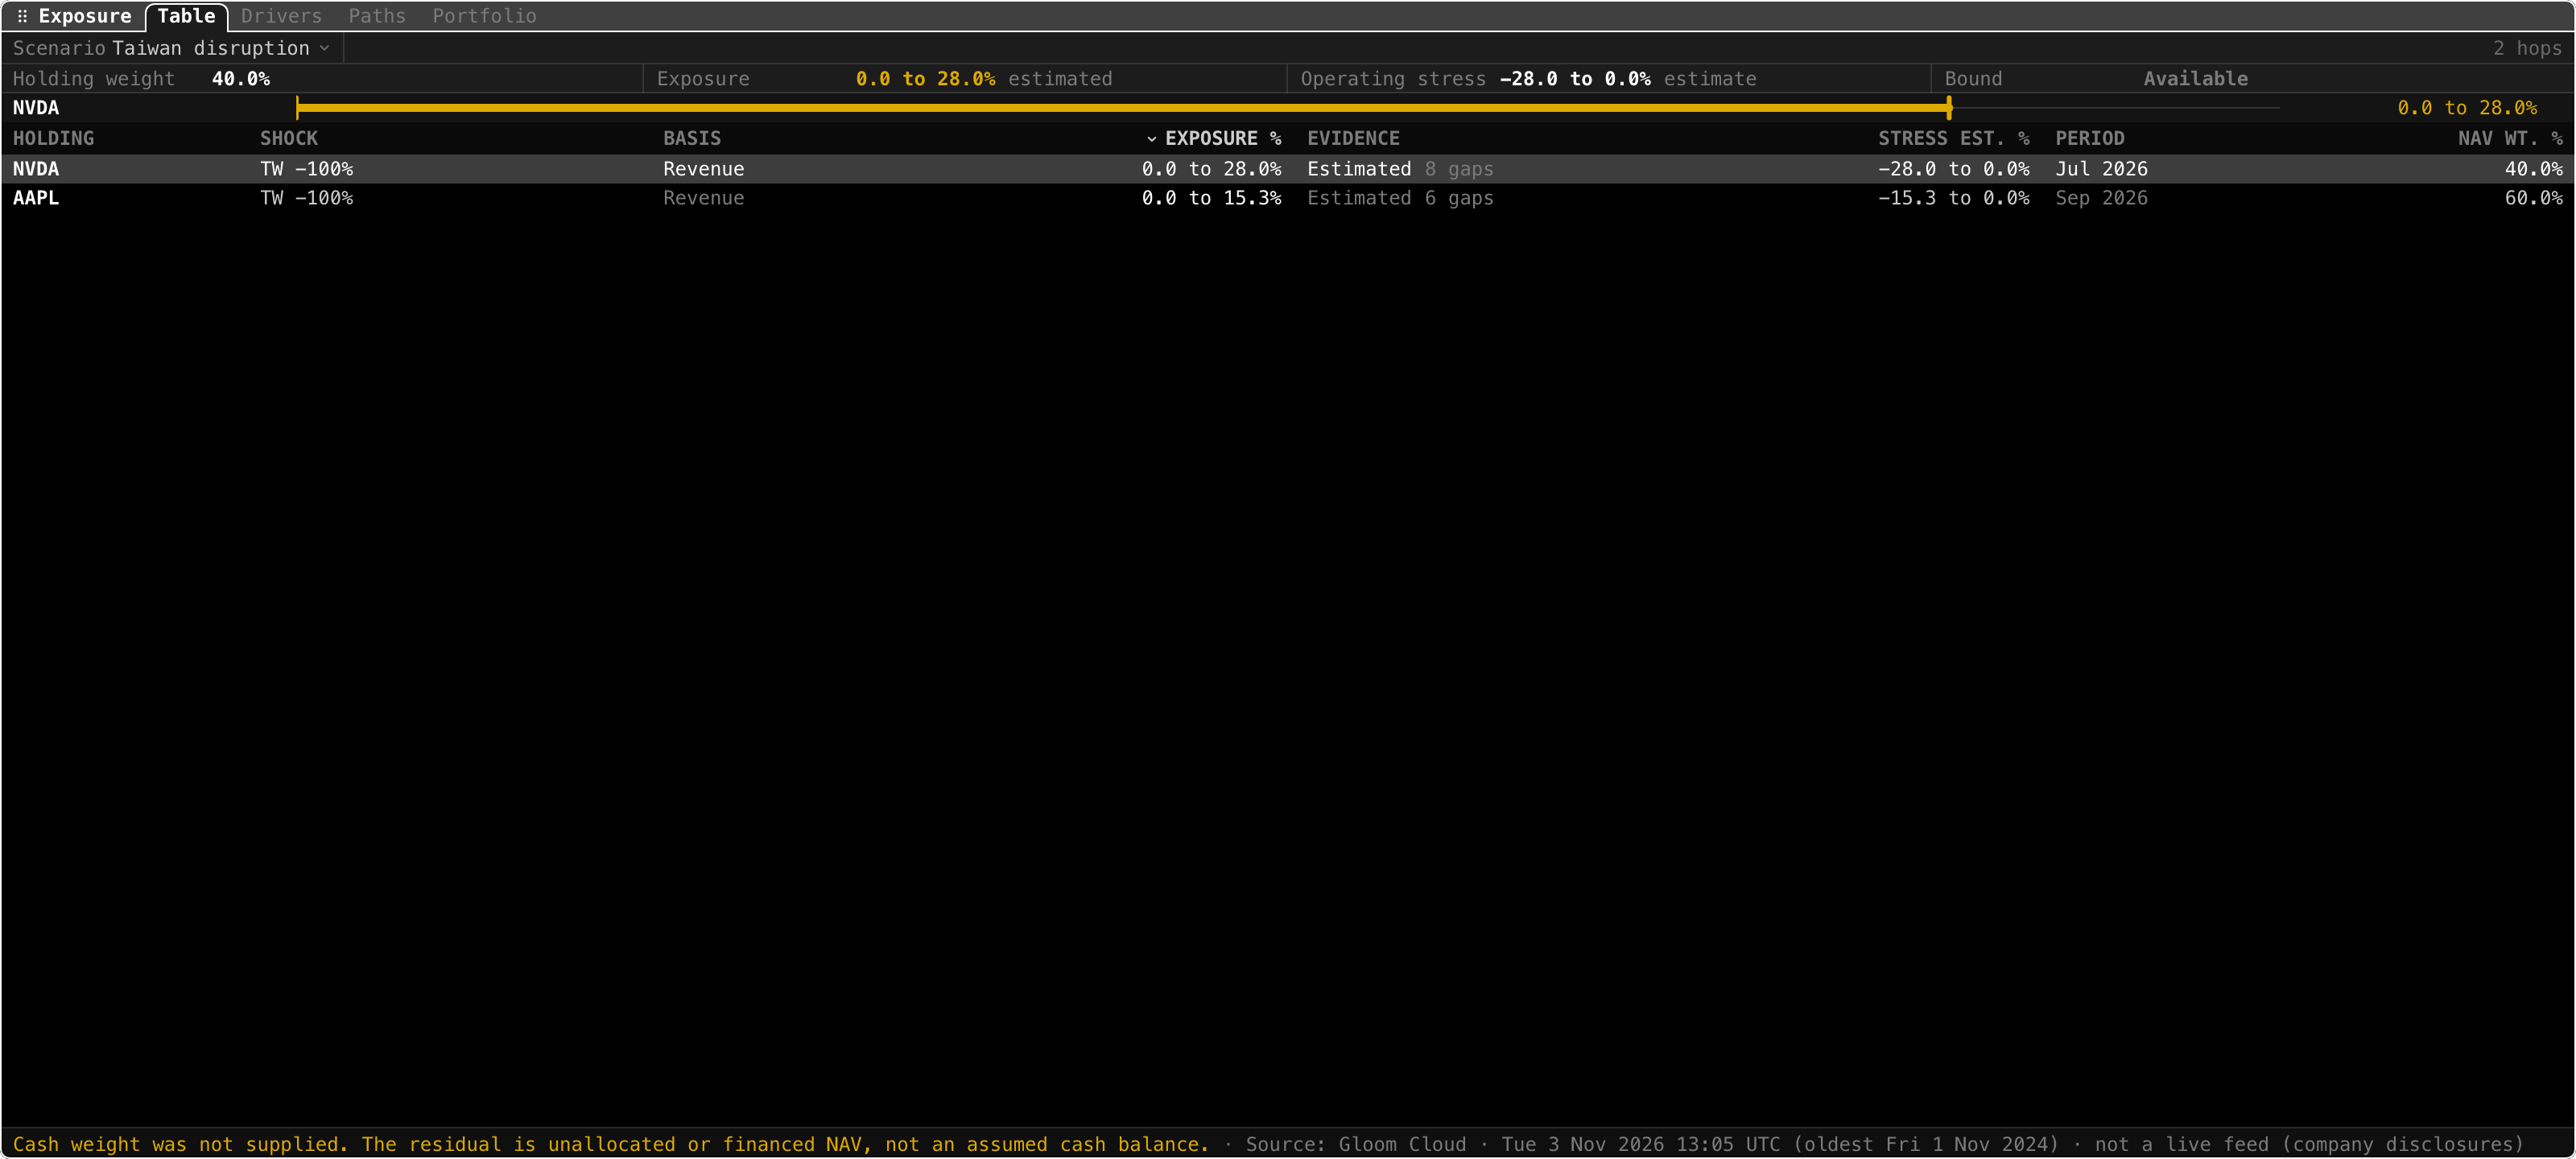 Exposure Table Drivers Paths Portfolio
Scenario Taiwan disruption 2 hops
Holding weight 40.0% Exposure 0.0 to 28.0% estimated Operating stress −28.0 to 0.0% estimate Bound Available
NVDA 0.0 to 28.0%
HOLDING SHOCK BASIS EXPOSURE % EVIDENCE STRESS EST. % PERIOD NAV WT. %
NVDA TW −100% Revenue 0.0 to 28.0% Estimated 8 gaps −28.0 to 0.0% Jul 2026 40.0%
AAPL TW −100% Revenue 0.0 to 15.3% Estimated 6 gaps −15.3 to 0.0% Sep 2026 60.0%
Cash weight was not supplied. The residual is unallocated or financed NAV, not an assumed cash balance. · Source: Gloom Cloud · Tue 3 Nov 2026 13:05 UTC (oldest Fri 1 Nov 2024) · not a live feed (company disclosures)